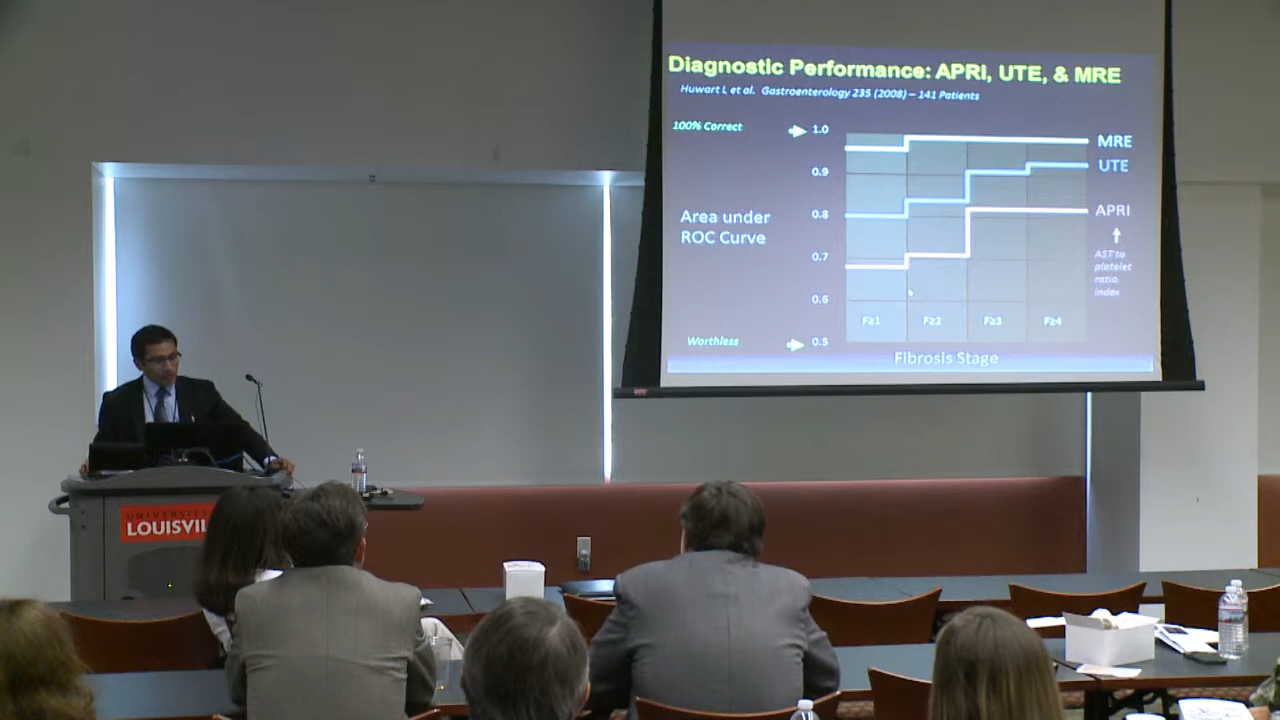 Diagnostic Performance: APRI, UTE, & MRE
Huwart L et al. Gastroenterology 235 (2008) – 141 Patients
100% Correct
1.0
MRE
0.9
UTE
0.8
Area under
ROC Curve
APRI
0.7
AST to
platelet
ratio
index
0.6
F≥1 F≥2 F≥3 F≥4
Worthless
0.5
Fibrosis Stage
UNIVERSITY
LOUISVIL